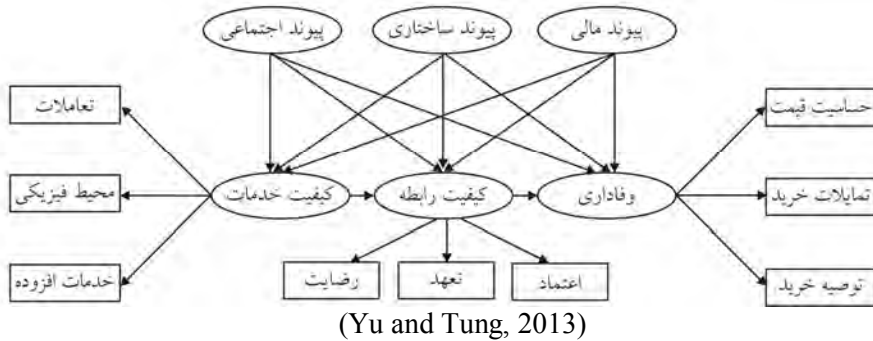 پیوند مالی
پیوند ساختاری
پیوند اجتماعی
حساسیت قیمت
تعاملات
تمایلات خرید
وفاداری
کیفیت رابطه
کیفیت خدمات
محیط فیزیکی
توصیه خرید
اعتماد
تعهد
رضایت
خدمات افزوده
(Yu and Tung, 2013)